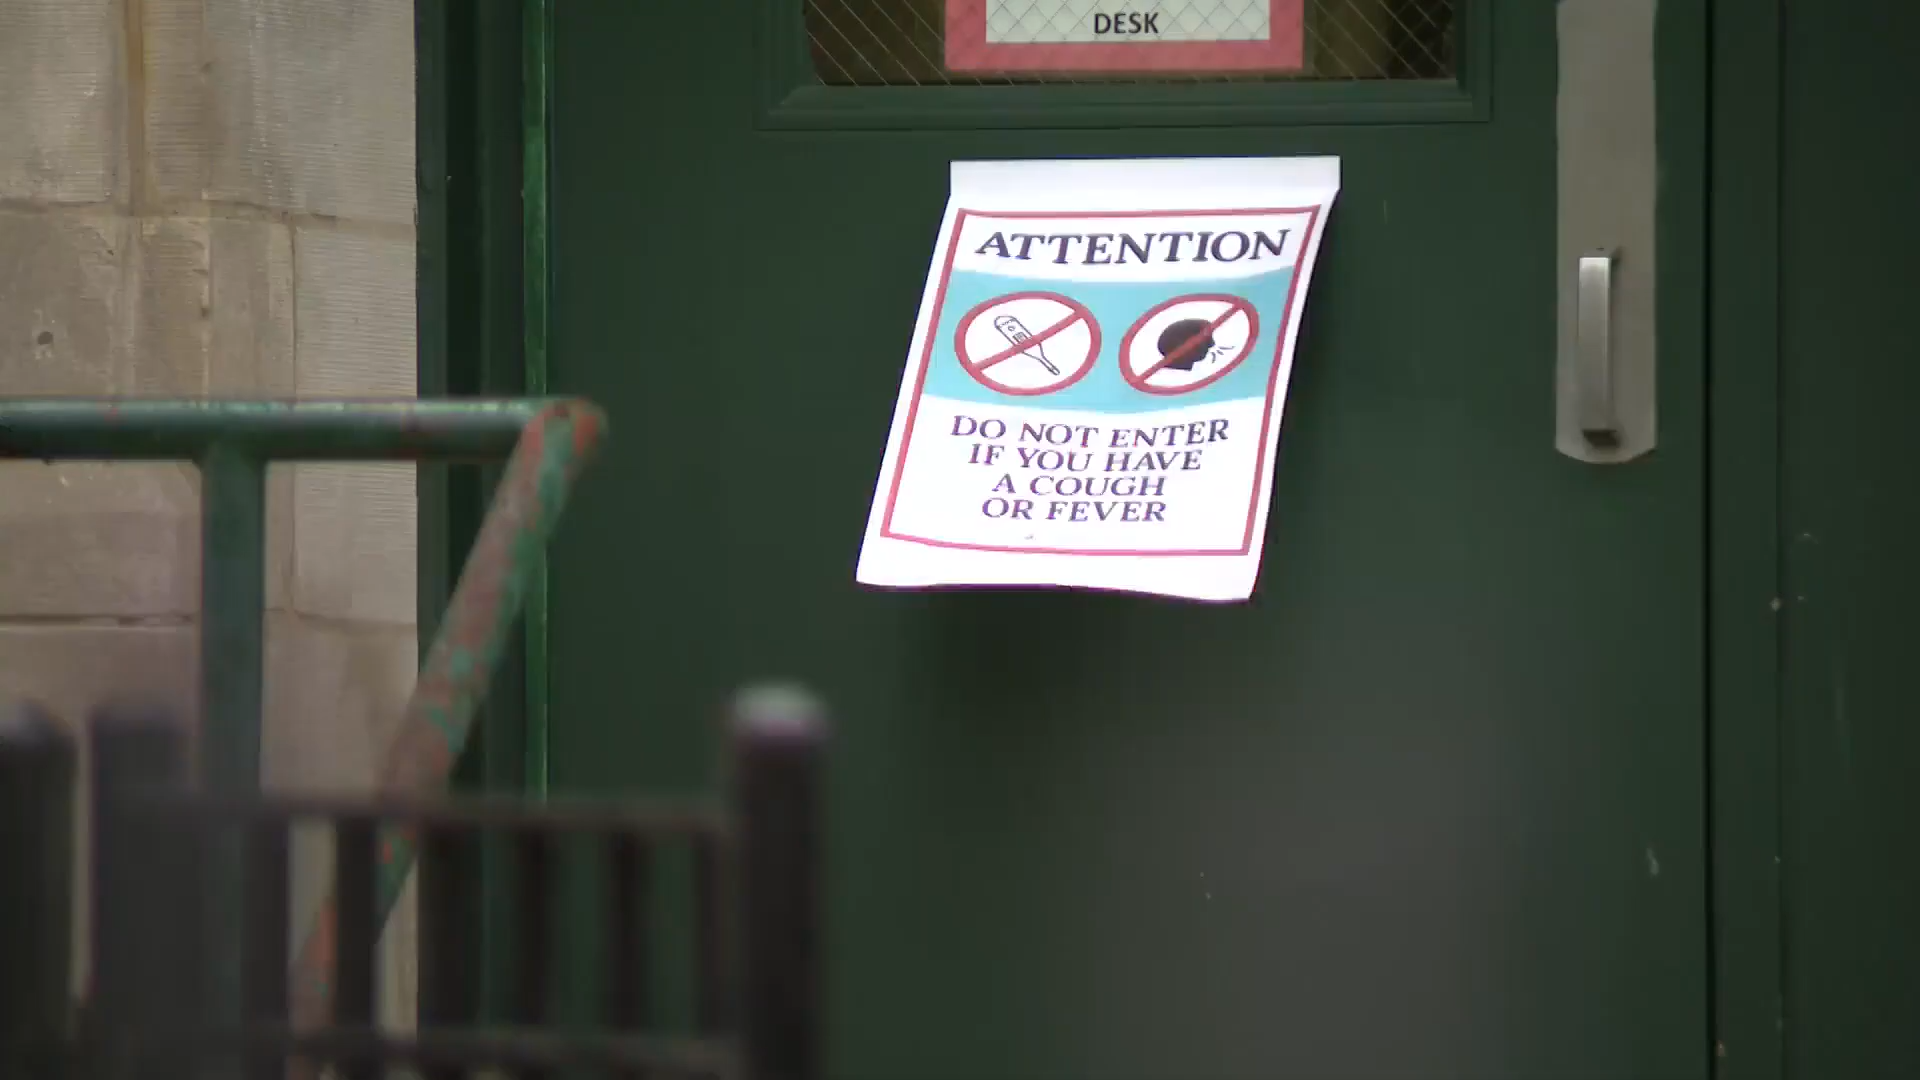 DESK
ATTENTION
DO NOT ENTER
IF YOU HAVE
A COUGH
OR FEVER